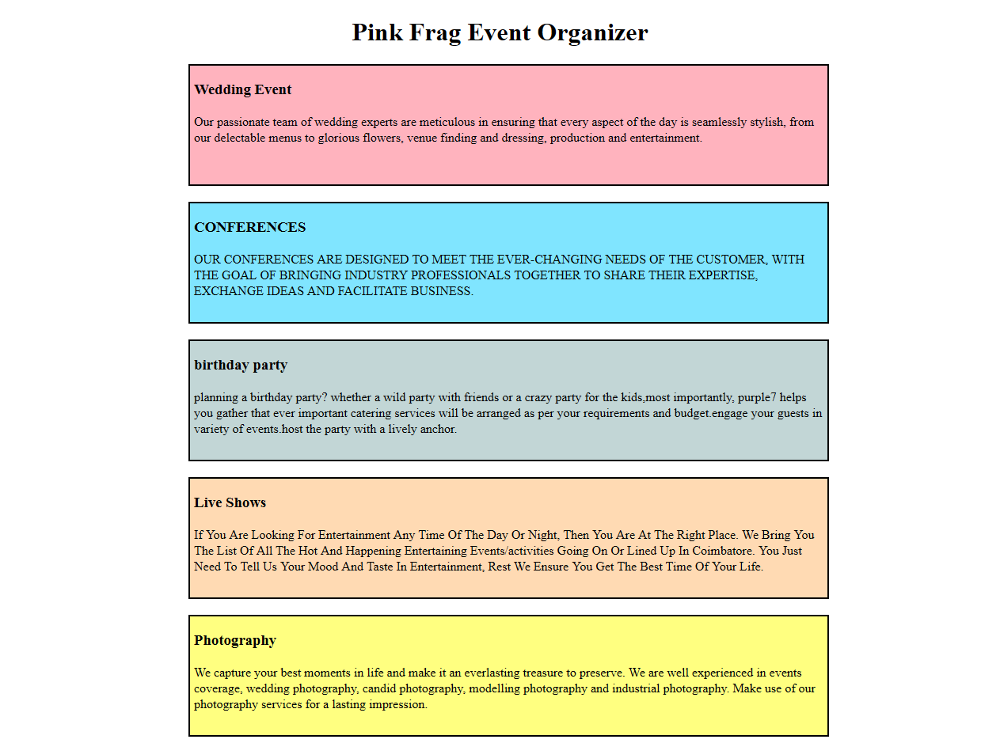 Pink Frag Event Organizer
Wedding Event
Our passionate team of wedding experts are meticulous in ensuring that every aspect of the day is seamlessly stylish, from
our delectable menus to glorious flowers, venue finding and dressing, production and entertainment.
CONFERENCES
OUR CONFERENCES ARE DESIGNED TO MEET THE EVER-CHANGING NEEDS OF THE CUSTOMER, WITH
THE GOAL OF BRINGING INDUSTRY PROFESSIONALS TOGETHER TO SHARE THEIR EXPERTISE,
EXCHANGE IDEAS AND FACILITATE BUSINESS.
birthday party
planning a birthday party? whether a wild party with friends or a crazy party for the kids,most importantly, purple7 helps
you gather that ever important catering services will be arranged as per your requirements and budget.engage your guests in
variety of events.host the party with a lively anchor.
Live Shows
If You Are Looking For Entertainment Any Time Of The Day Or Night, Then You Are At The Right Place. We Bring You
The List Of All The Hot And Happening Entertaining Events/activities Going On Or Lined Up In Coimbatore. You Just
Need To Tell Us Your Mood And Taste In Entertainment, Rest We Ensure You Get The Best Time Of Your Life.
Photography
We capture your best moments in life and make it an everlasting treasure to preserve. We are well experienced in events
coverage, wedding photography, candid photography, modelling photography and industrial photography. Make use of our
photography services for a lasting impression.